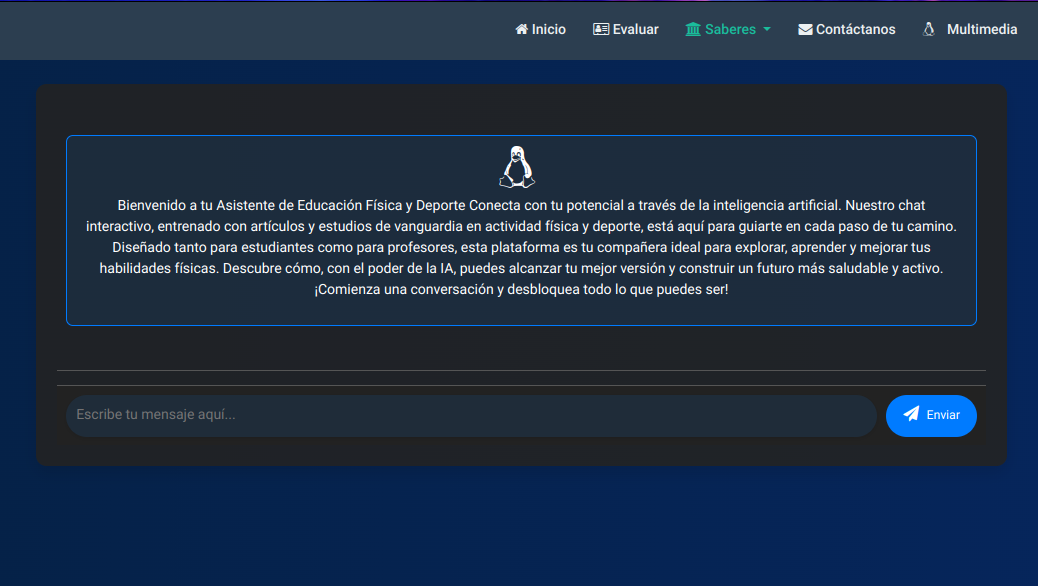 Inicio Evaluar Saberes Contáctanos Multimedia
Bienvenido a tu Asistente de Educación Física y Deporte Conecta con tu potencial a través de la inteligencia artificial. Nuestro chat
interactivo, entrenado con artículos y estudios de vanguardia en actividad física y deporte, está aquí para guiarte en cada paso de tu camino.
Diseñado tanto para estudiantes como para profesores, esta plataforma es tu compañera ideal para explorar, aprender y mejorar tus
habilidades físicas. Descubre cómo, con el poder de la IA, puedes alcanzar tu mejor versión y construir un futuro más saludable y activo.
¡Comienza una conversación y desbloquea todo lo que puedes ser!
Escribe tu mensaje aquí... Enviar